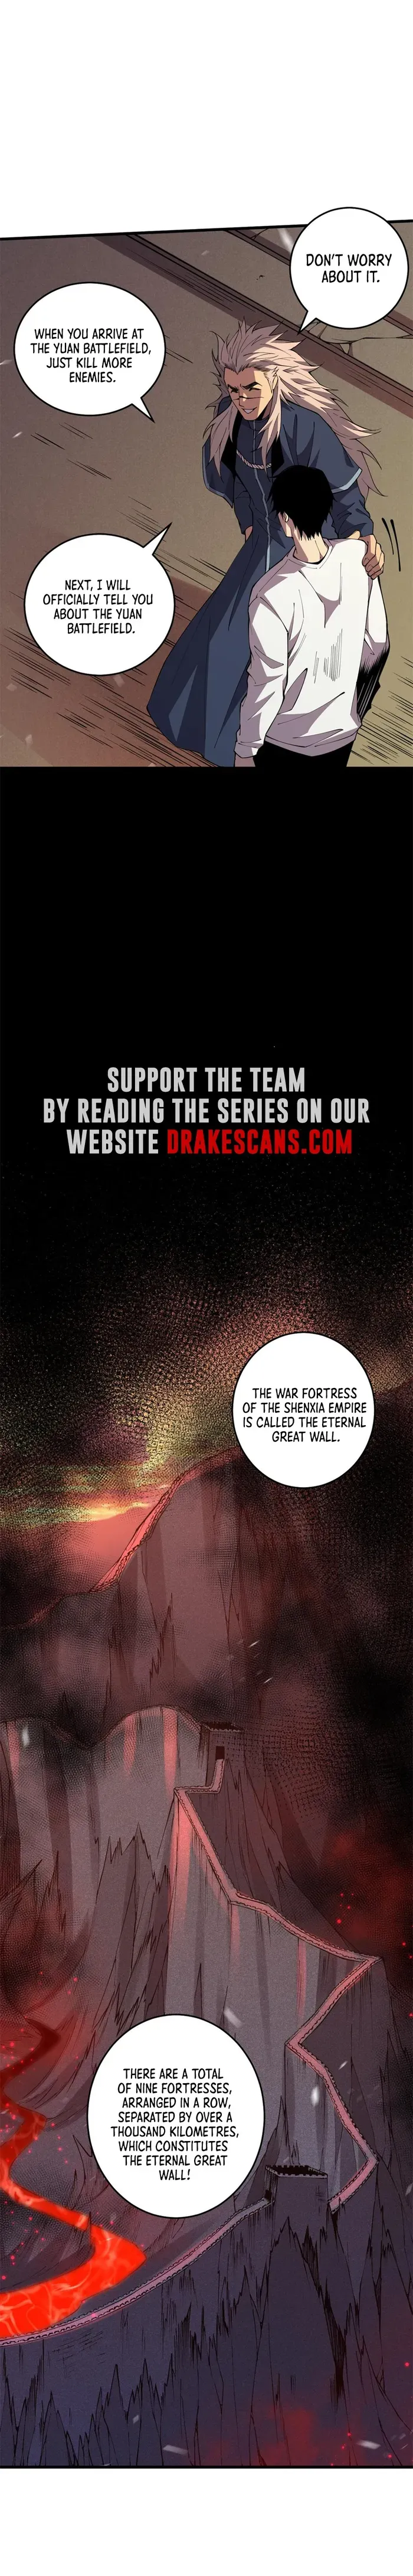 DON'T WORRY
ABOUT IT.
WHEN YOU ARRIVE AT
THE YUAN BATTLEFIELD,
JUST KILL MORE
ENEMIES.
NEXT, I WILL
OFFICIALLY TELL YOU
ABOUT THE YUAN
BATTLEFIELD.
SUPPORT THE TEAM
BY READING THE SERIES ON OUR
WEBSITE DRAKESCANS.COM
THE WAR FORTRESS
OF THE SHENXIA EMPIRE
IS CALLED THE ETERNAL
GREAT WALL.
THERE ARE A TOTAL
OF NINE FORTRESSES,
ARRANGED IN A ROW,
SEPARATED BY OVER A
THOUSAND KILOMETRES,
WHICH CONSTITUTES
THE ETERNAL GREAT
WALL!